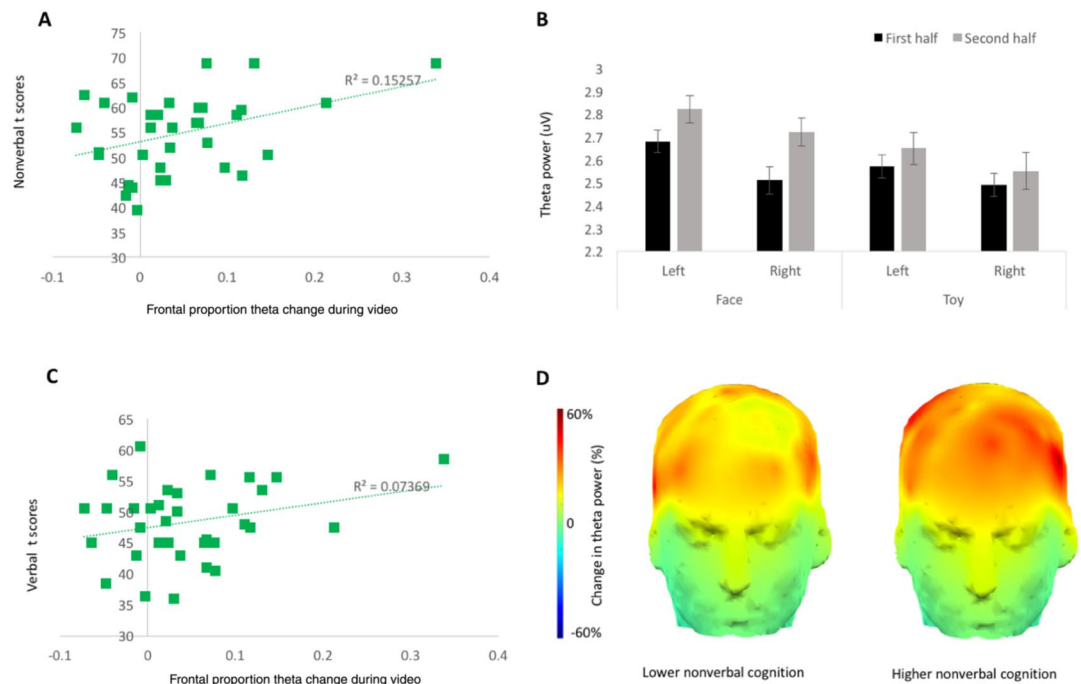 A
Nonverbal t scores
75
70
65
60
55
50
45
40
35
30
-0.1 0 0.1 0.2 0.3 0.4
R² = 0.15257
Frontal proportion theta change during video
B
First half Second half
Theta power (uV)
3
2.9
2.8
2.7
2.6
2.5
2.4
2.3
2.2
Left Right Left Right
Face Toy
C
Verbal t scores
65
60
55
50
45
40
35
30
-0.1 0 0.1 0.2 0.3 0.4
R² = 0.07369
Frontal proportion theta change during video
D
Change in theta power (%)
60%
0
-60%
Lower nonverbal cognition Higher nonverbal cognition